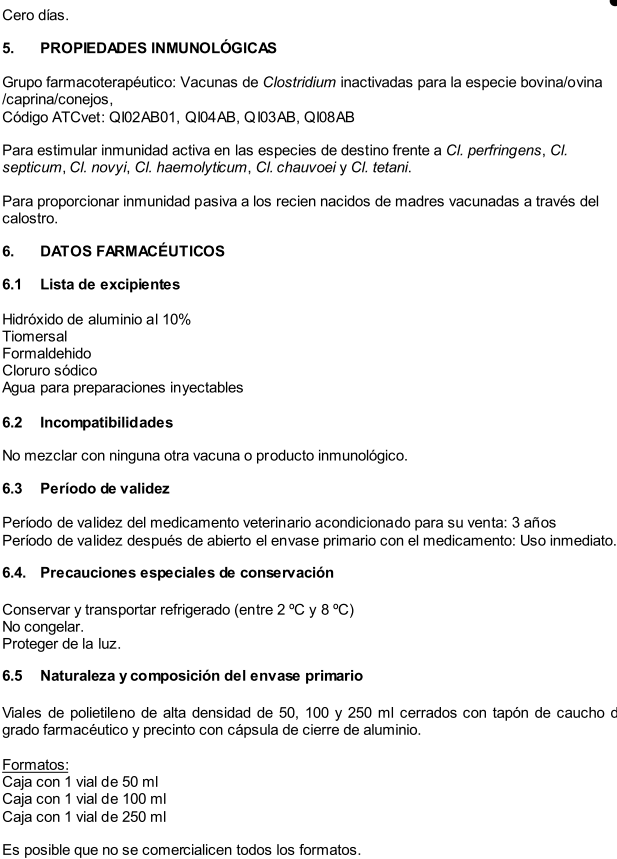 Cero días.
5. PROPIEDADES INMUNOLÓGICAS
Grupo farmacoterapéutico: Vacunas de Clostridium inactivadas para la especie bovina/ovina
/caprina/conejos,
Código ATCvet: QI02AB01, QI04AB, QI03AB, QI08AB
Para estimular inmunidad activa en las especies de destino frente a Cl. perfringens, Cl.
septicum, Cl. novyi, Cl. haemolyticum, Cl. chauvoei y Cl. tetani.
Para proporcionar inmunidad pasiva a los recien nacidos de madres vacunadas a través del
calostro.
6. DATOS FARMACÉUTICOS
6.1 Lista de excipientes
Hidróxido de aluminio al 10%
Tiomersal
Formaldehido
Cloruro sódico
Agua para preparaciones inyectables
6.2 Incompatibilidades
No mezclar con ninguna otra vacuna o producto inmunológico.
6.3 Período de validez
Período de validez del medicamento veterinario acondicionado para su venta: 3 años
Período de validez después de abierto el envase primario con el medicamento: Uso inmediato.
6.4. Precauciones especiales de conservación
Conservar y transportar refrigerado (entre 2 ºC y 8 ºC)
No congelar.
Proteger de la luz.
6.5 Naturaleza y composición del envase primario
Viales de polietileno de alta densidad de 50, 100 y 250 ml cerrados con tapón de caucho d
grado farmacéutico y precinto con cápsula de cierre de aluminio.
Formatos:
Caja con 1 vial de 50 ml
Caja con 1 vial de 100 ml
Caja con 1 vial de 250 ml
Es posible que no se comercialicen todos los formatos.